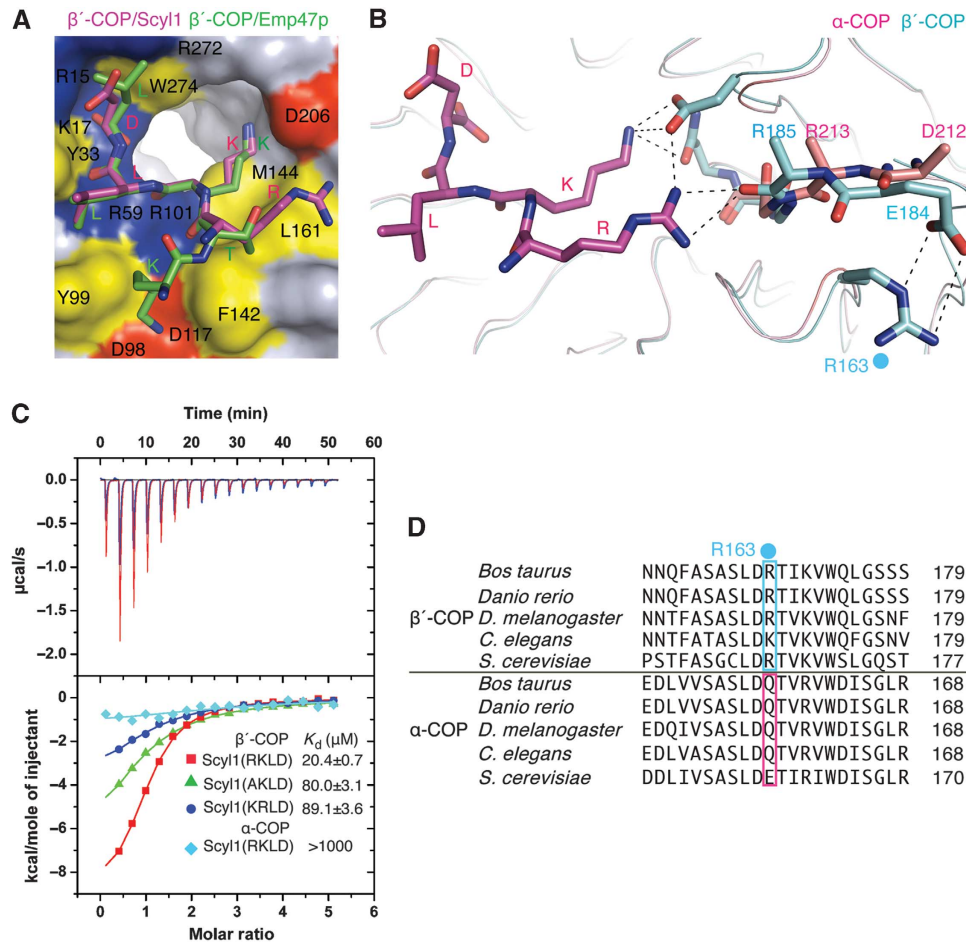 A
β´-COP/Scyl1 β´-COP/Emp47p
R272
R15
L
W274
D
D206
K17
Y33
K
K
M144
L
R
L
R59
R101
L161
K
T
Y99
F142
D117
D98
B
α-COP β´-COP
D
R185
R213
D212
K
L
R
E184
R163
C
Time (min)
0 10 20 30 40 50 60
0.0
−0.5
−1.0
−1.5
−2.0
µcal/s
0
−2
−4
−6
−8
kcal/mole of injectant
β´-COP Kd (µM)
Scyl1(RKLD) 20.4±0.7
Scyl1(AKLD) 80.0±3.1
Scyl1(KRLD) 89.1±3.6
α-COP
Scyl1(RKLD) >1000
0 1 2 3 4 5 6
Molar ratio
D
R163
Bos taurus NNQFASASLDRTIKVWQLGSSS 179
Danio rerio NNQFASASLDRTIKVWQLGSSS 179
β´-COP D. melanogaster NNTFASASLDRTVKVWQLGSNF 179
C. elegans NNTFATASLDKTVKVWQFGSNV 179
S. cerevisiae PSTFASGCLDRTVKVWSLGQST 177
Bos taurus EDLVVSASLDQTVRVWDISGLR 168
Danio rerio EDLVVSASLDQTVRVWDISGLR 168
α-COP D. melanogaster EDQIVSASLDQTVRVWDISGLR 168
C. elegans EDLVASASLDQTVRVWDISGLR 168
S. cerevisiae DDLIVSASLDETIRIWDISGLR 170